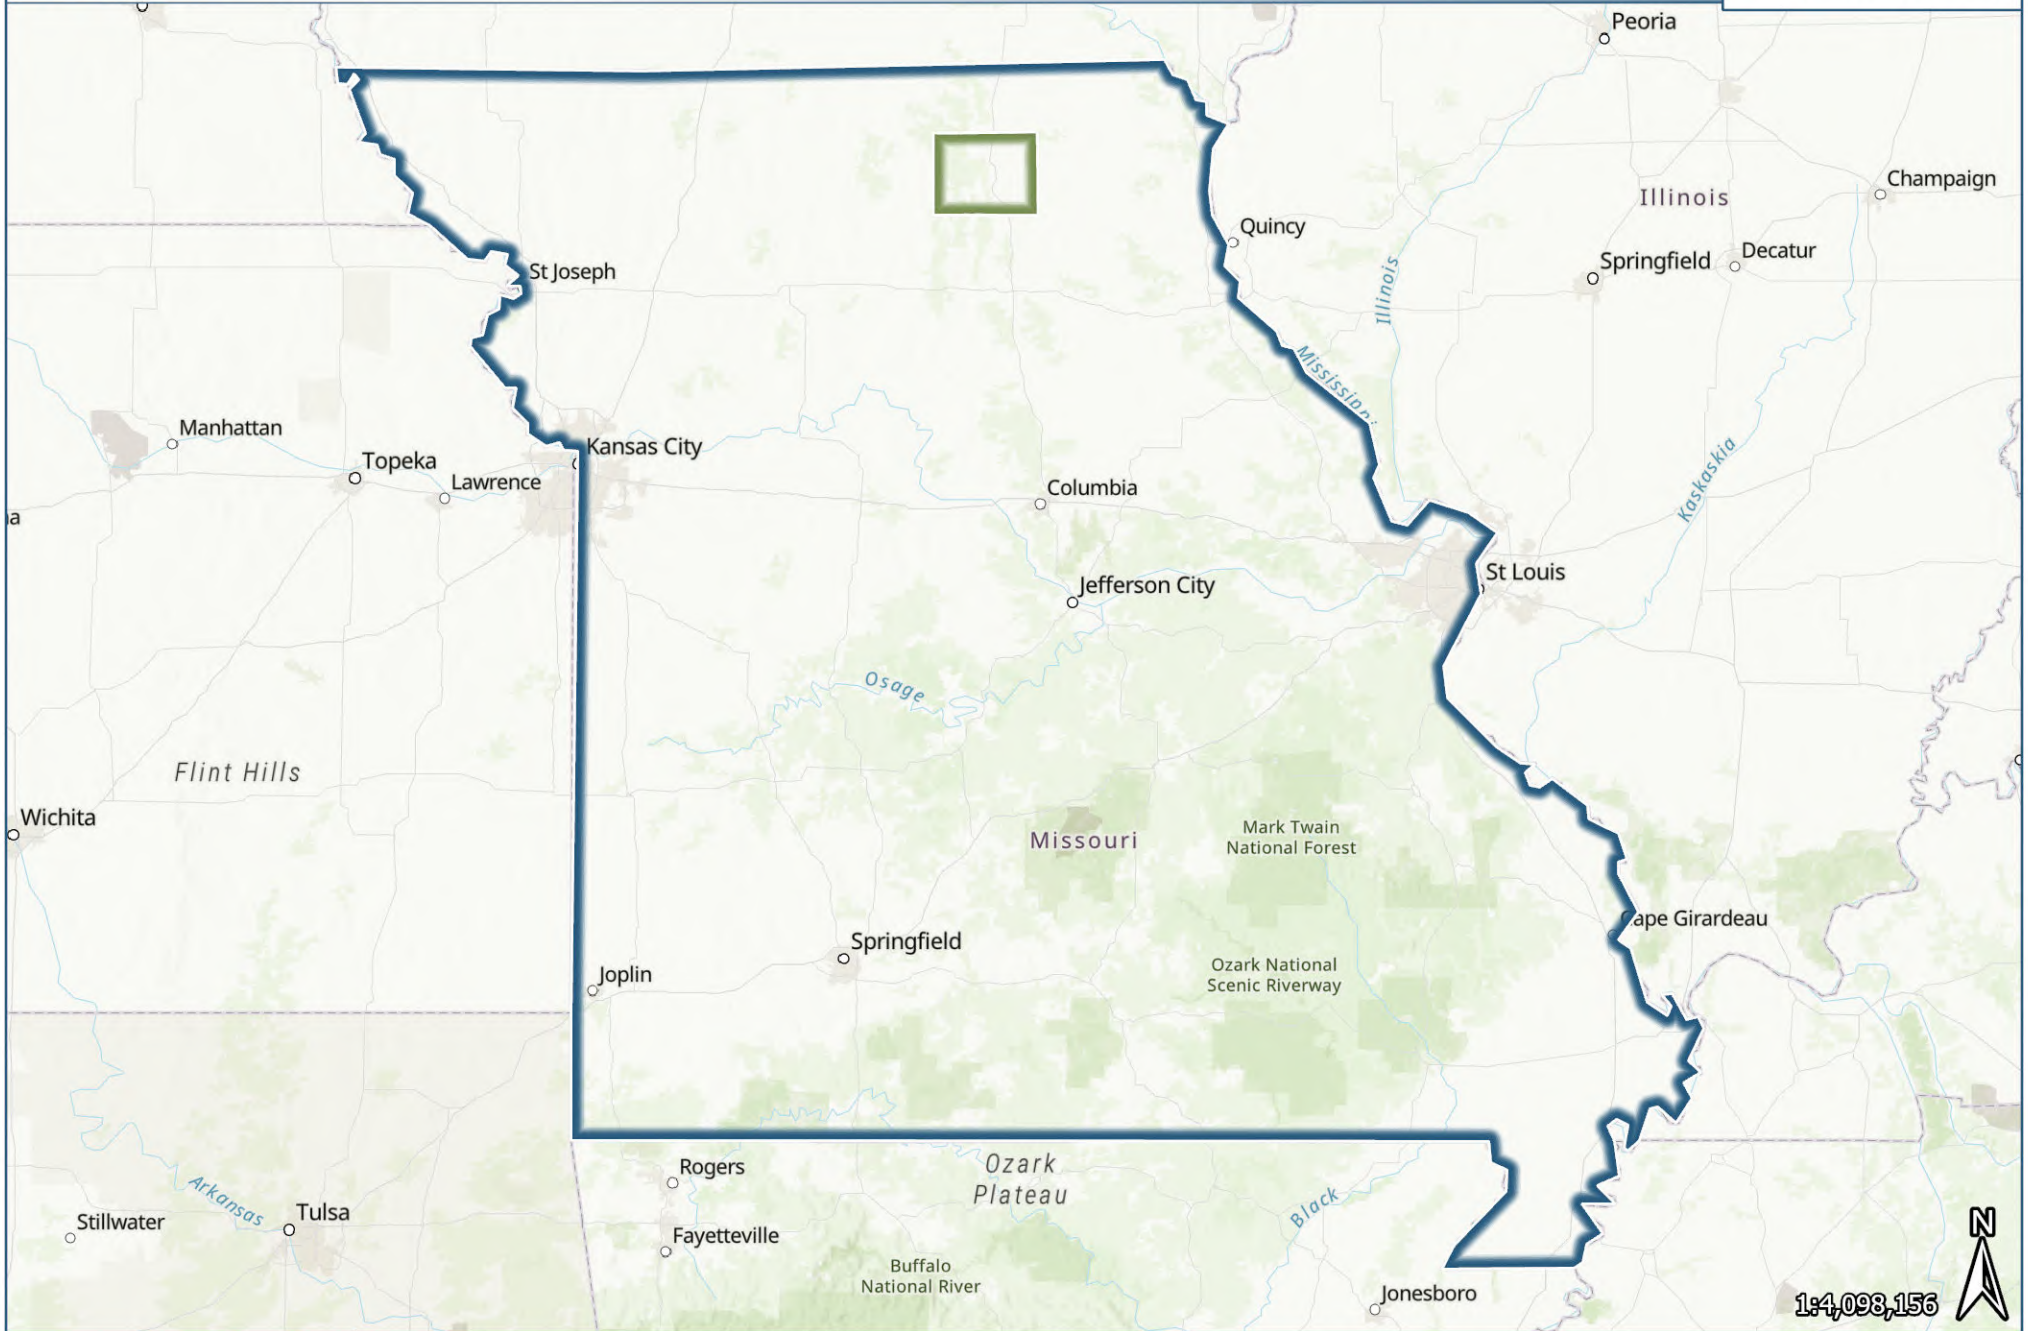 Peoria
Champaign
Illinois
Quincy
Decatur
Springfield
St Joseph
Illinois
Mississippi
Manhattan
Kansas City
Topeka
Lawrence
Kaskaskia
Columbia
St Louis
Jefferson City
Osage
Flint Hills
Wichita
Mark Twain
National Forest
Missouri
Cape Girardeau
Springfield
Joplin
Ozark National
Scenic Riverway
Rogers
Ozark
Plateau
Arkansas
Black
Tulsa
Stillwater
Fayetteville
N
Buffalo
National River
Jonesboro
1:4,098,156